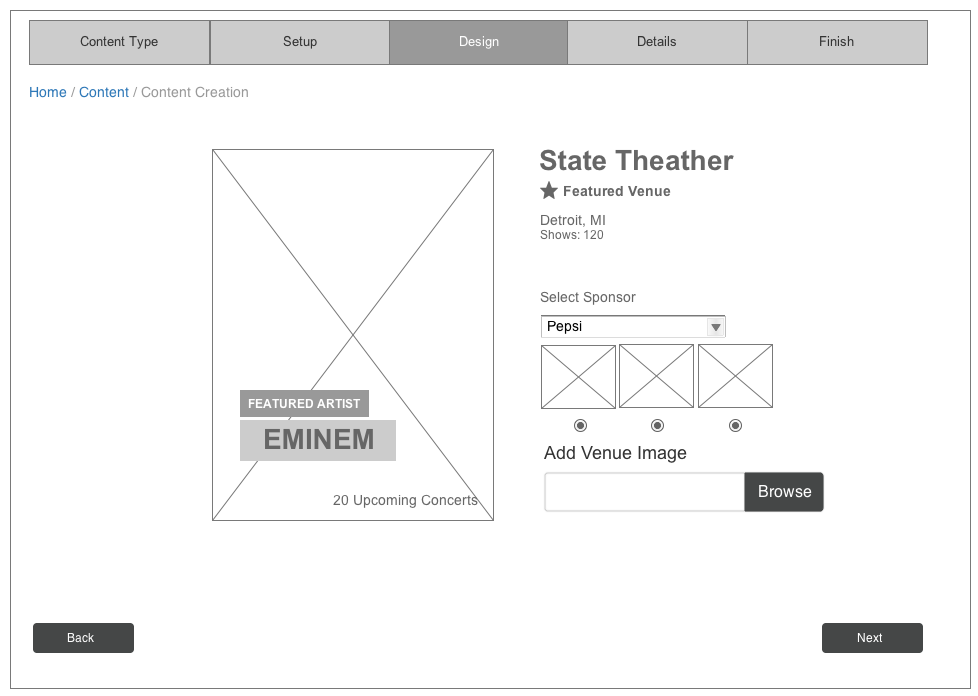 Content Type
Setup
Design
Details
Finish
Home / Content / Content Creation
State Theather
Featured Venue
Detroit, MI
Shows: 120
Select Sponsor
Pepsi
FEATURED ARTIST
EMINEM
20 Upcoming Concerts
Add Venue Image
Browse
Back
Next